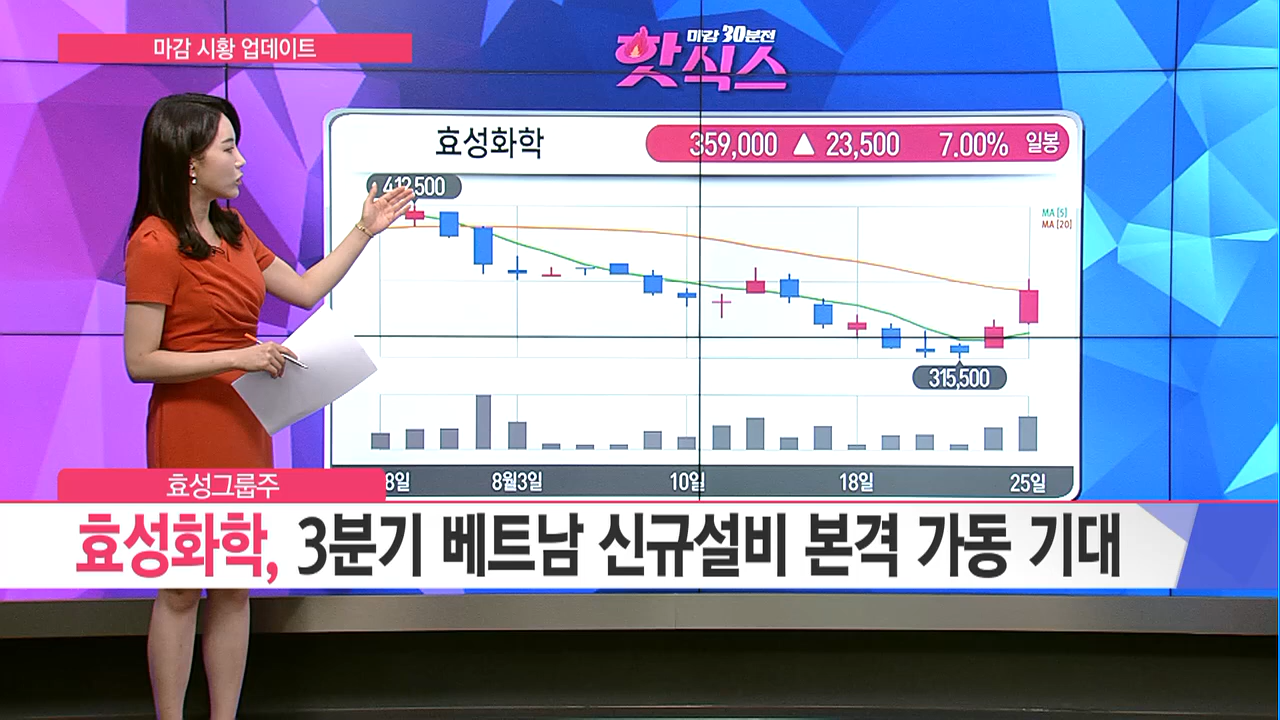 마감 시황 업데이트
마감 30분전
핫식스
효성화학
359,000 ▲ 23,500 7.00% 일봉
412,500
MA [5]
MA [20]
315,500
8일 8월3일 10일 18일 25일
효성그룹주
효성화학, 3분기 베트남 신규설비 본격 가동 기대